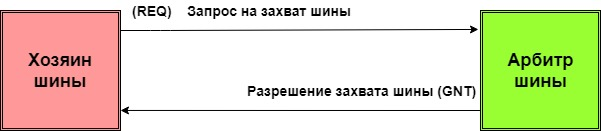 (REQ) Запрос на захват шины
Хозяин
шины
Арбитр
шины
Разрешение захвата шины (GNT)